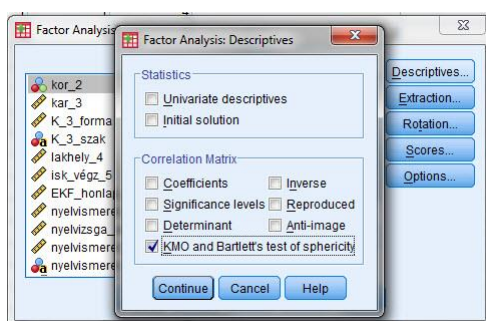 Factor Analysis
Factor Analysis: Descriptives
Statistics
Univariate descriptives
Initial solution
Correlation Matrix
Coefficients
Inverse
Significance levels
Reproduced
Determinant
Anti-image
KMO and Bartlett's test of sphericity
Continue
Cancel
Help
kor_2
kar_3
K_3_forma
K_3_szak
lakhely_4
isk_végz_5
EKF_honlap
nyelvismere
nyelvizsga_
nyelvismere
nyelvismere
Descriptives...
Extraction...
Rotation...
Scores...
Options...